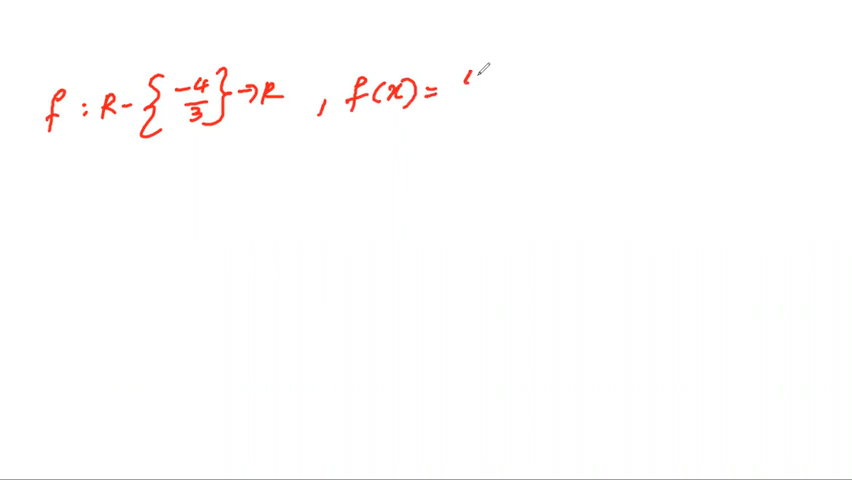 f : R - { -4/3 } → R , f(x) =